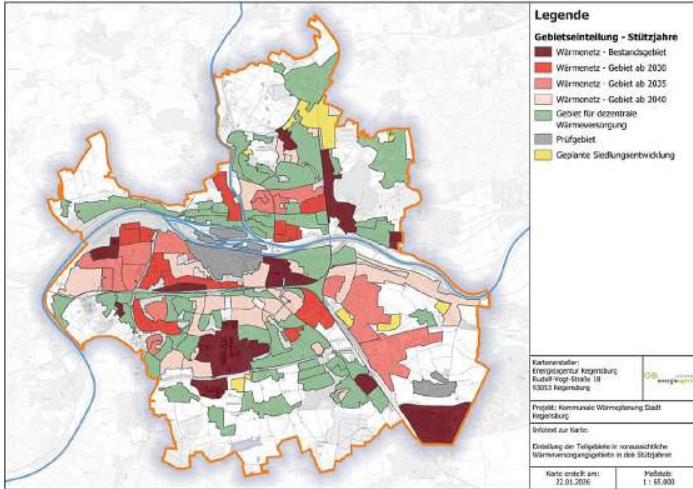 Legende
Gebietseinteilung - Stützjahre
Wärmenetz - Bestandsgebiet
Wärmenetz - Gebiet ab 2030
Wärmenetz - Gebiet ab 2035
Wärmenetz - Gebiet ab 2040
Gebiet für dezentrale
Wärmeversorgung
Prüfgebiet
Geplante Siedlungsentwicklung
Kartenersteller:
Energieagentur Regensburg
Rudolf-Vogt-Straße 18
93053 Regensburg
Projekt: Kommunale Wärmeplanung Stadt
Regensburg
Infotext zur Karte:
Einteilung der Teilgebiete in voraussichtliche
Wärmeversorgungsgebiete in den Stützjahren
Karte erstellt am:
22.01.2026
Maßstab:
1 : 65.000